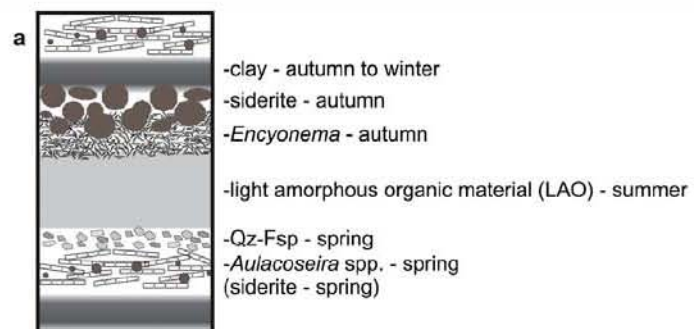 a
-clay - autumn to winter
-siderite - autumn
-Encyonema - autumn
-light amorphous organic material (LAO) - summer
-Qz-Fsp - spring
-Aulacoseira spp. - spring
(siderite - spring)